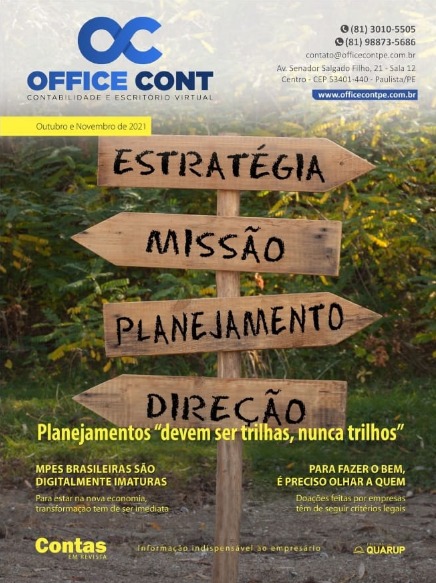 OC
OFFICE CONT
CONTABILIDADE E ESCRITÓRIO VIRTUAL
(81) 3010-5505
(81) 98873-5686
contato@officecontpe.com.br
Av. Senador Salgado Filho, 21 - Sala 12
Centro - CEP 53401-440 - Paulista/PE
www.officecontpe.com.br
Outubro e Novembro de 2021
ESTRATÉGIA
MISSÃO
PLANEJAMENTO
DIREÇÃO
Planejamentos “devem ser trilhas, nunca trilhos”
MPES BRASILEIRAS SÃO
DIGITALMENTE IMATURAS
Para estar na nova economia,
transformação tem de ser imediata
PARA FAZER O BEM,
É PRECISO OLHAR A QUEM
Doações feitas por empresas
têm de seguir critérios legais
Contas
EM REVISTA
Informação indispensável ao empresário
QUARUP